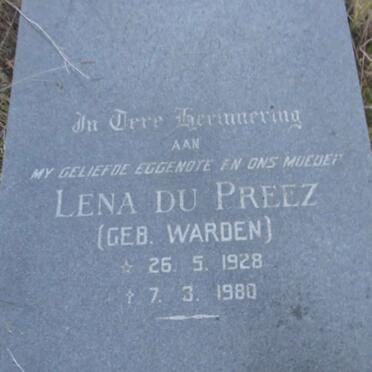 In Tere Herinnering
AAN
MY GELIEFDE EGGENOTE EN ONS MOEDER
LENA DU PREEZ
(GEB. WARDEN)
☆ 26. 5. 1928
† 7. 3. 1980